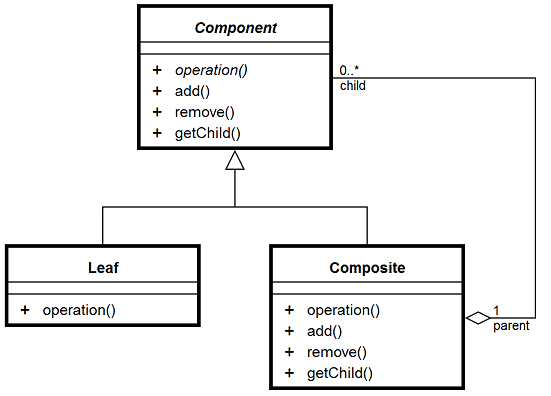 Component
+ operation()
+ add()
+ remove()
+ getChild()
0..*
child
Leaf
+ operation()
Composite
+ operation()
+ add()
+ remove()
+ getChild()
1
parent